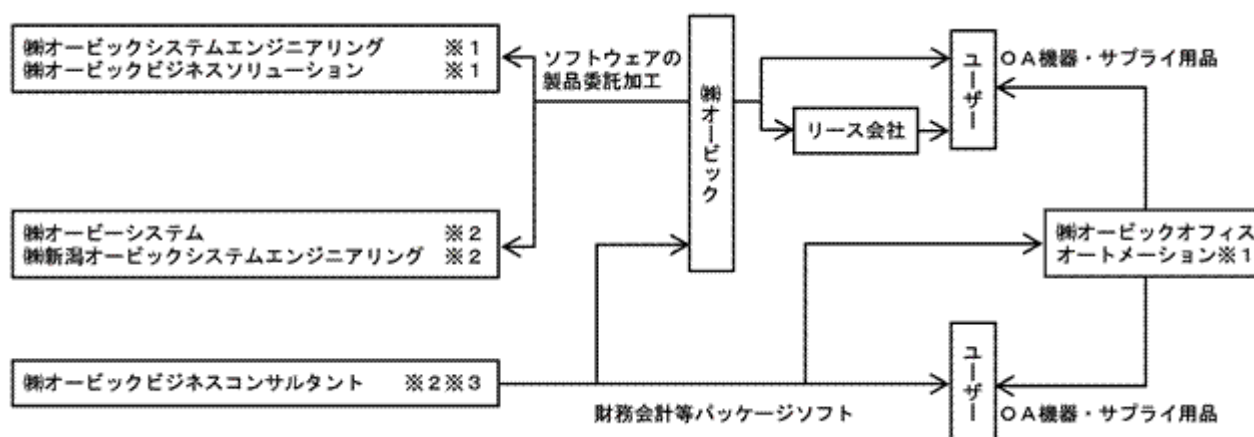 ㈱オービックシステムエンジニアリング ※1
㈱オービックビジネスソリューション ※1
ソフトウェアの
製品委託加工
㈱オービック
リース会社
ユーザー
OA機器・サプライ用品
㈱オービーシステム ※2
㈱新潟オービックシステムエンジニアリング ※2
㈱オービックオフィス
オートメーション※1
㈱オービックビジネスコンサルタント ※2※3
財務会計等パッケージソフト
ユーザー
OA機器・サプライ用品